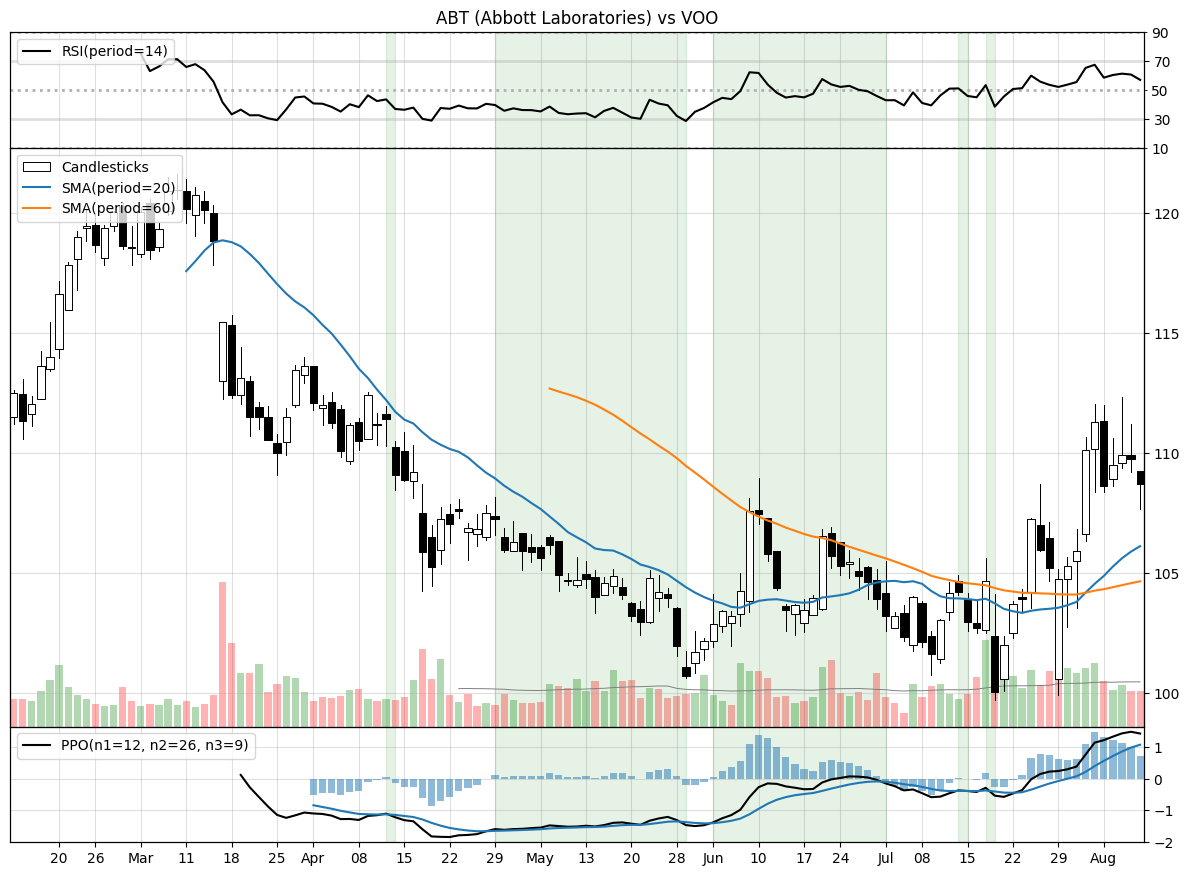 ABT (Abbott Laboratories) vs VOO
RSI(period=14)
90
70
50
30
10
Candlesticks
SMA(period=20)
SMA(period=60)
120
115
110
105
100
PPO(n1=12, n2=26, n3=9)
1
0
−1
−2
20 26 Mar 11 18 25 Apr 08 15 22 29 May 13 20 28 Jun 10 17 24 Jul 08 15 22 29 Aug